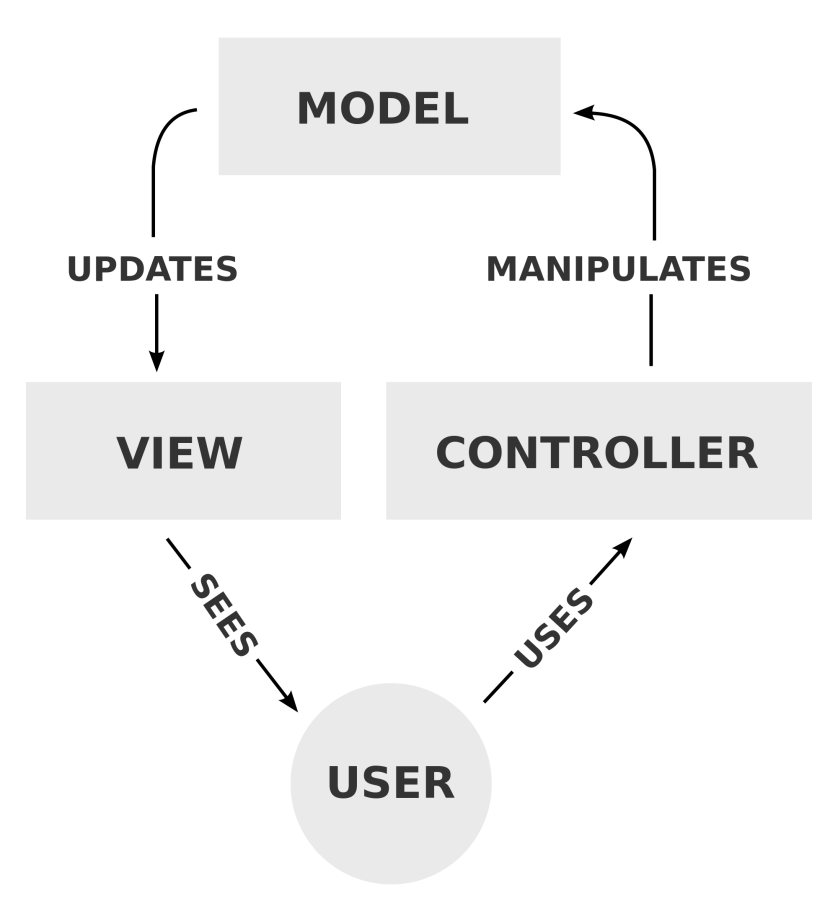 MODEL
UPDATES
MANIPULATES
VIEW
CONTROLLER
SEES
USES
USER